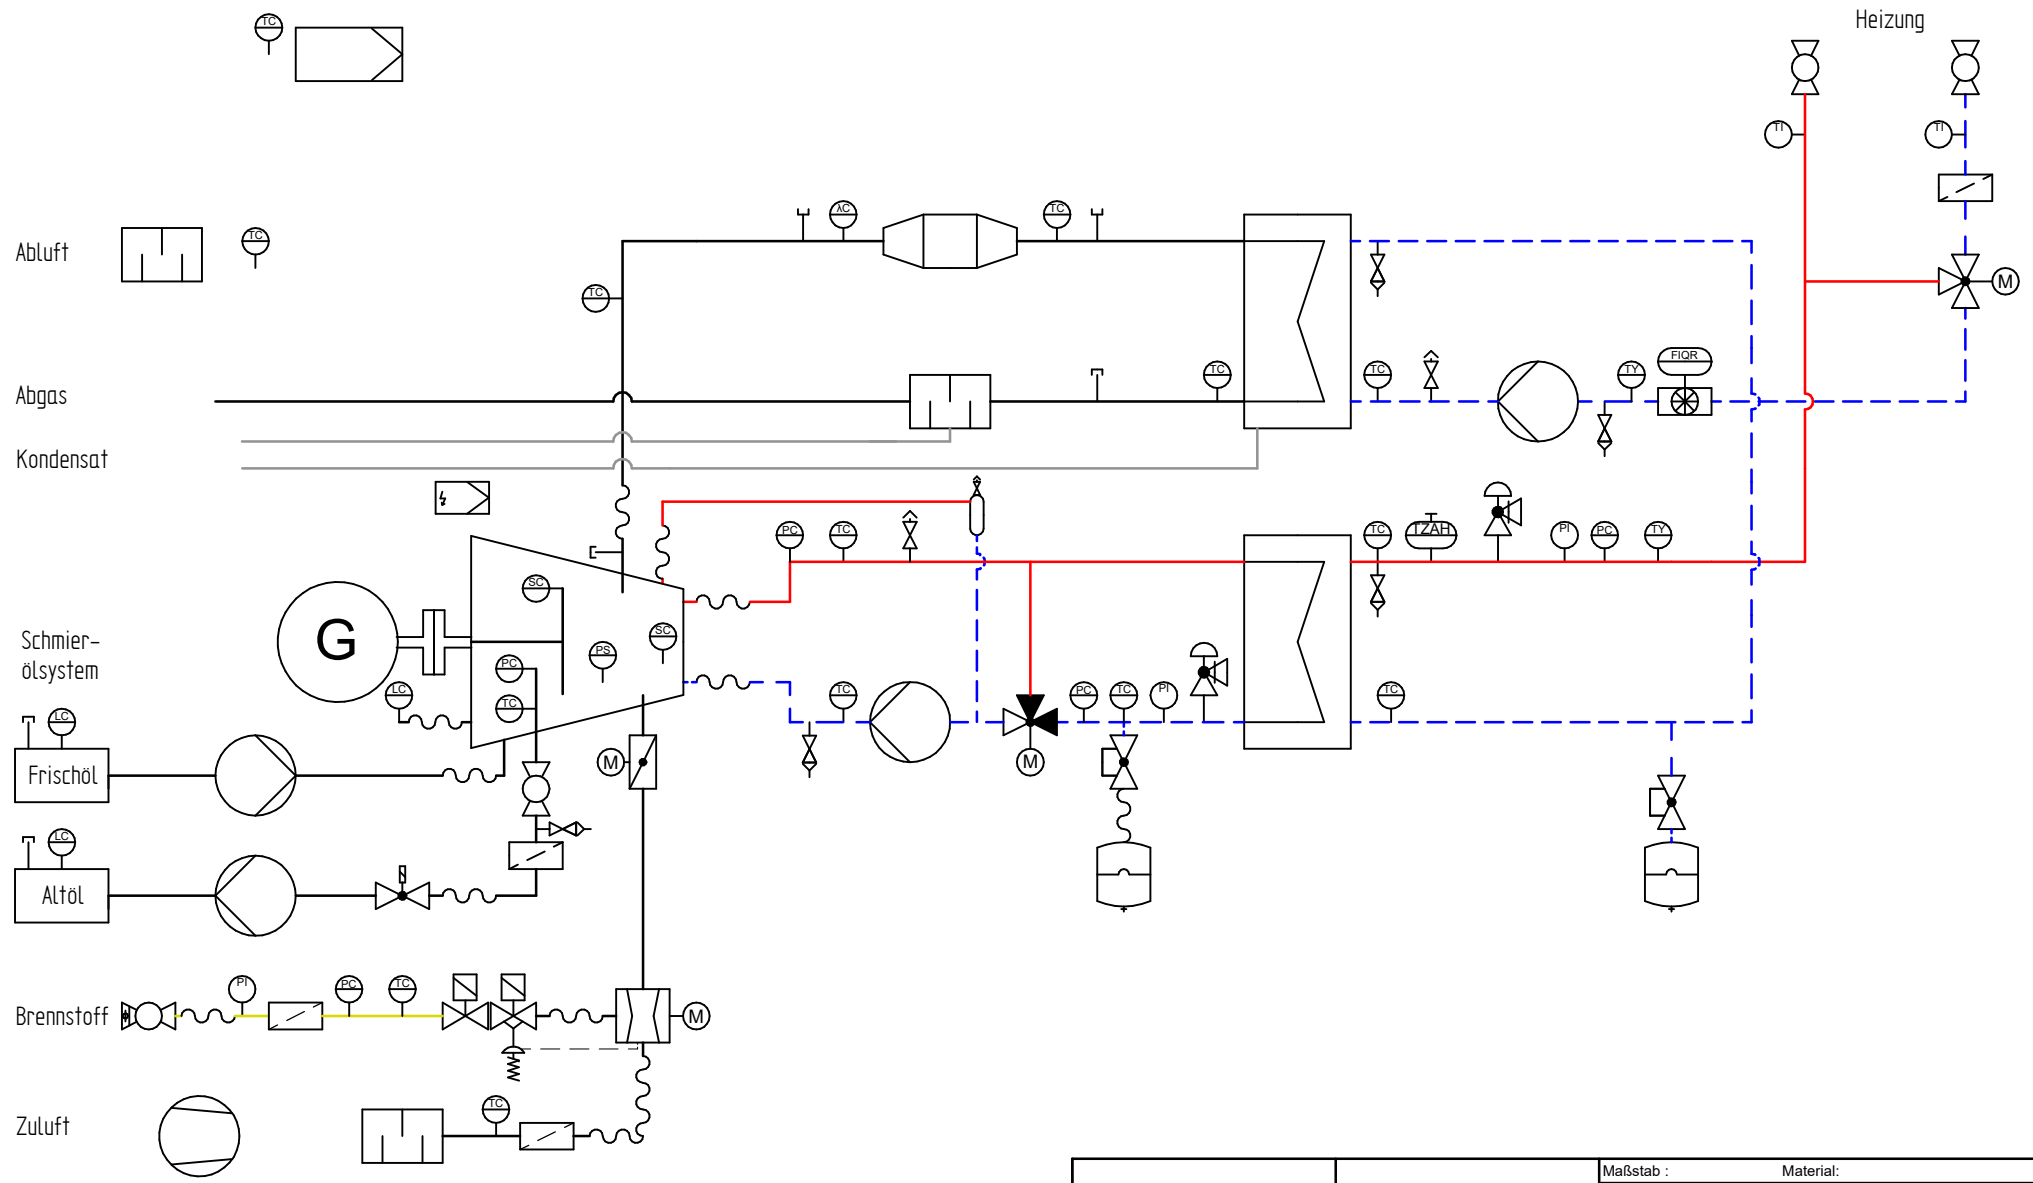 Heizung
TC
TI
TI
λC
TC
Abluft
TC
M
TC
FIQR
Abgas
TC
TC
TY
Kondensat
PC
TC
TC
TZAH
PI
PC
TY
SC
G
SC
Schmier-
ölsystem
PS
PC
LC
TC
TC
PC
TC
PI
TC
LC
M
M
Frischöl
LC
Altöl
PI
PC
TC
Brennstoff
M
TC
Zuluft
Maßstab :
Material: